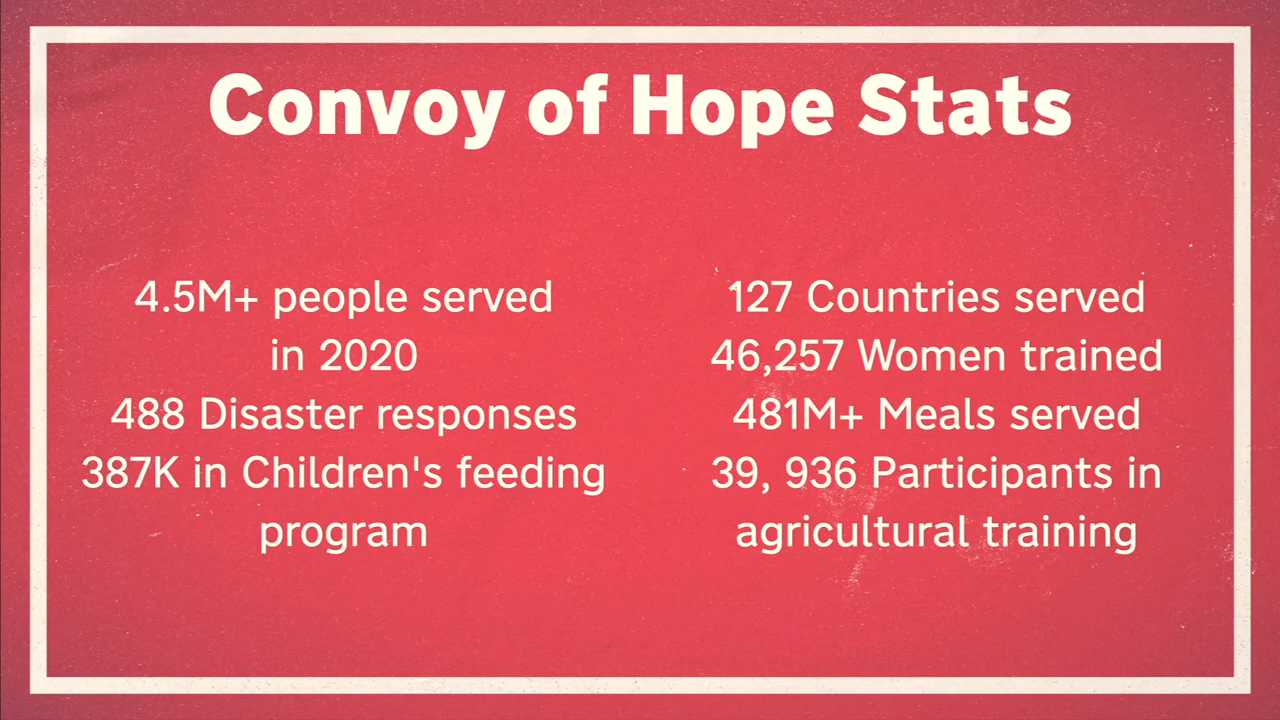 Convoy of Hope Stats
4.5M+ people served
in 2020
488 Disaster responses
387K in Children's feeding
program
127 Countries served
46,257 Women trained
481M+ Meals served
39, 936 Participants in
agricultural training